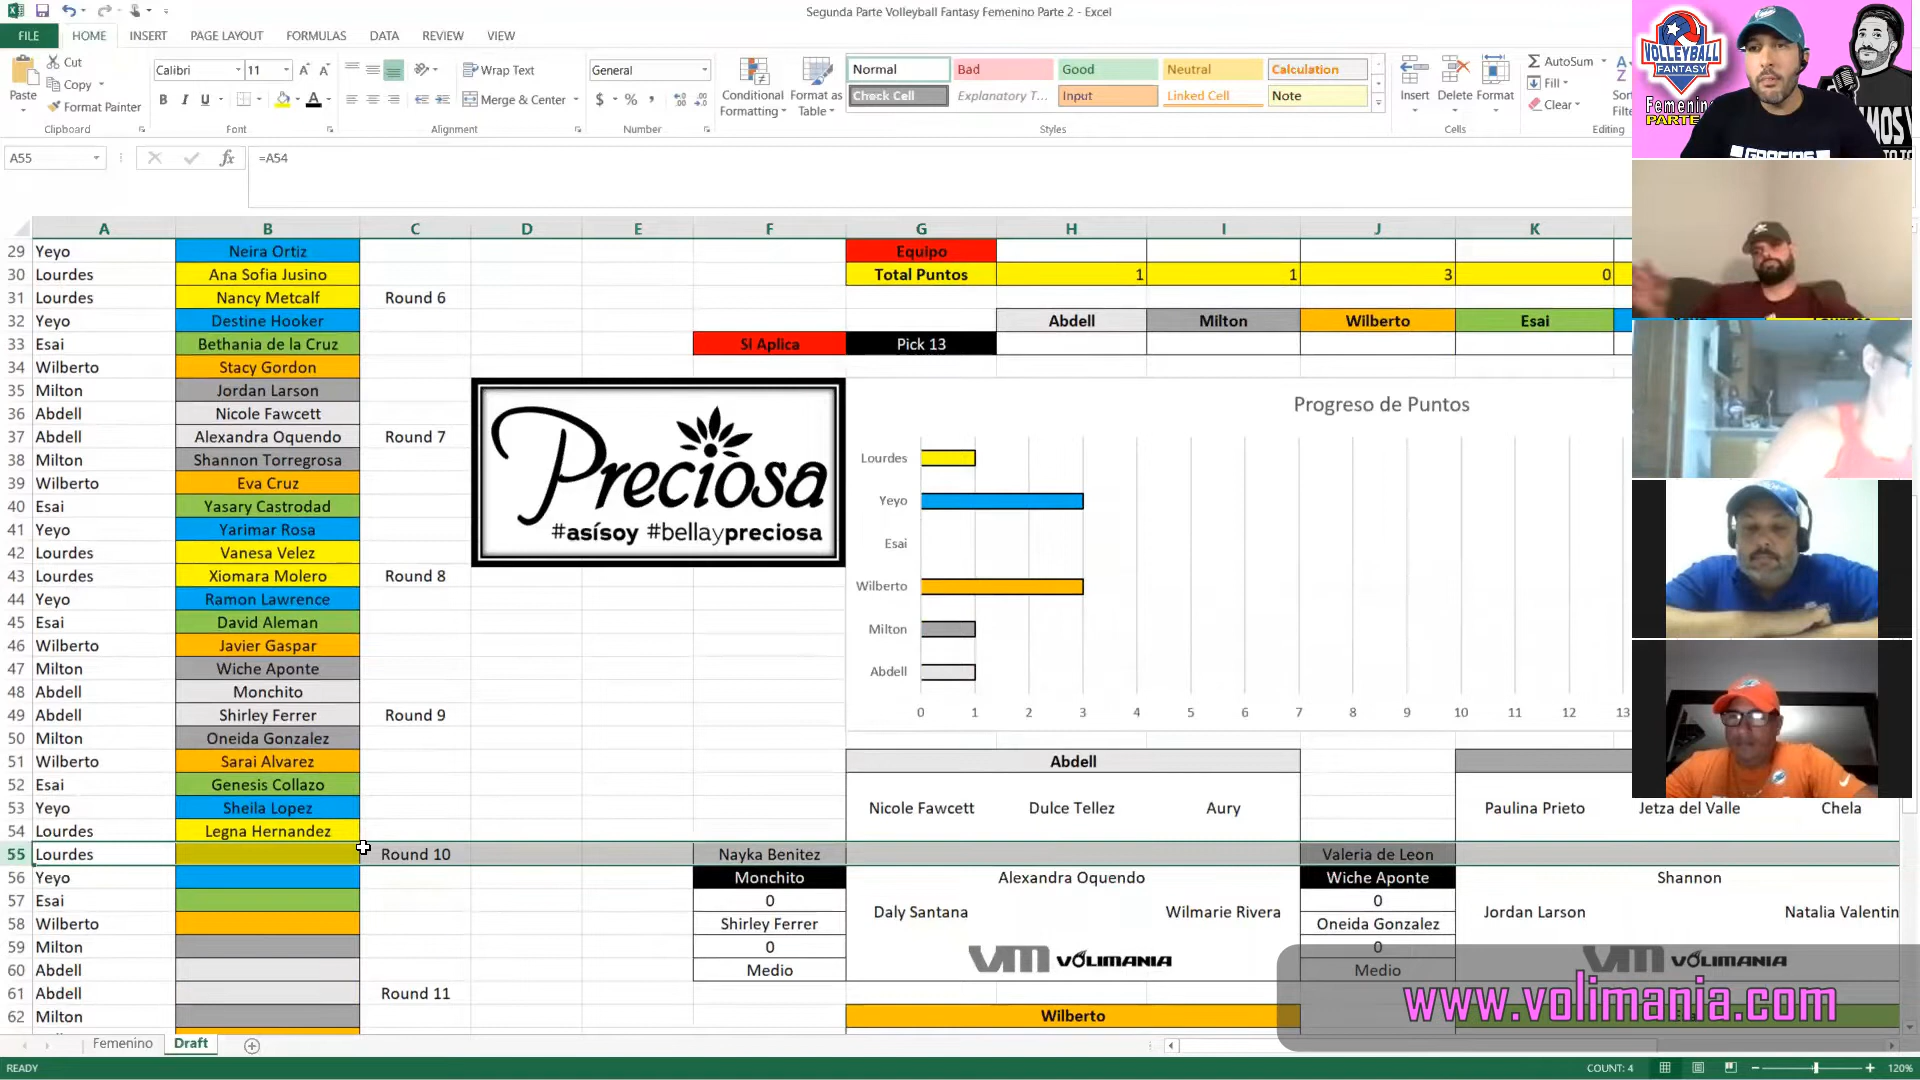 Segunda Parte Volleyball Fantasy Femenino Parte 2 - Excel
FILE HOME INSERT PAGE LAYOUT FORMULAS DATA REVIEW VIEW
Cut
Copy
Format Painter
Paste
Clipboard
Calibri 11
B I U
Font
Wrap Text
Merge & Center
Alignment
General
$ % ,
Number
Conditional Formatting
Format as Table
Normal Bad Good Neutral Calculation
Check Cell Explanatory T... Input Linked Cell Note
Styles
Insert Delete Format
Cells
AutoSum
Fill
Clear
Editing
A55 fx =A54
A B C D E F G H I J K
29 Yeyo Neira Ortiz Equipo
30 Lourdes Ana Sofia Jusino Total Puntos 1 1 3 0
31 Lourdes Nancy Metcalf Round 6
32 Yeyo Destine Hooker Abdell Milton Wilberto Esai
33 Esai Bethania de la Cruz Si Aplica Pick 13
34 Wilberto Stacy Gordon
35 Milton Jordan Larson
36 Abdell Nicole Fawcett
37 Abdell Alexandra Oquendo Round 7
38 Milton Shannon Torregrosa
39 Wilberto Eva Cruz
40 Esai Yasary Castrodad
41 Yeyo Yarimar Rosa
42 Lourdes Vanesa Velez
43 Lourdes Xiomara Molero Round 8
44 Yeyo Ramon Lawrence
45 Esai David Aleman
46 Wilberto Javier Gaspar
47 Milton Wiche Aponte
48 Abdell Monchito
49 Abdell Shirley Ferrer Round 9
50 Milton Oneida Gonzalez
51 Wilberto Sarai Alvarez
52 Esai Genesis Collazo
53 Yeyo Sheila Lopez
54 Lourdes Legna Hernandez
55 Lourdes Round 10
56 Yeyo
57 Esai
58 Wilberto
59 Milton
60 Abdell
61 Abdell Round 11
62 Milton
Preciosa
#asísoy #bellaypreciosa
Progreso de Puntos
Lourdes
Yeyo
Esai
Wilberto
Milton
Abdell
0 1 2 3 4 5 6 7 8 9 10 11 12 13
Abdell
Nicole Fawcett Dulce Tellez Aury
Paulina Prieto Jetza del Valle Chela
Nayka Benitez Valeria de Leon
Monchito Alexandra Oquendo Wiche Aponte Shannon
0 0
Daly Santana Wilmarie Rivera Jordan Larson Natalia Valentin
Shirley Ferrer Oneida Gonzalez
0 0
VM VOLIMANIA VM VOLIMANIA
Medio Medio
Wilberto
www.volimania.com
Femenino Draft
READY COUNT: 4 120%
VOLLEYBALL
FANTASY
Femenino
PARTE
GRACIAS